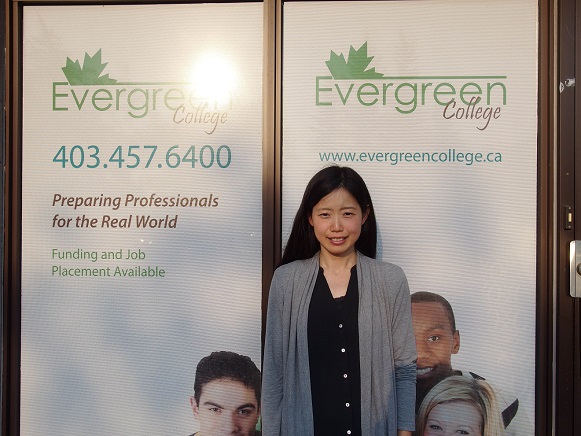 Evergreen
College
403.457.6400
Preparing Professionals
for the Real World
Funding and Job
Placement Available
Evergreen
College
www.evergreencollege.ca